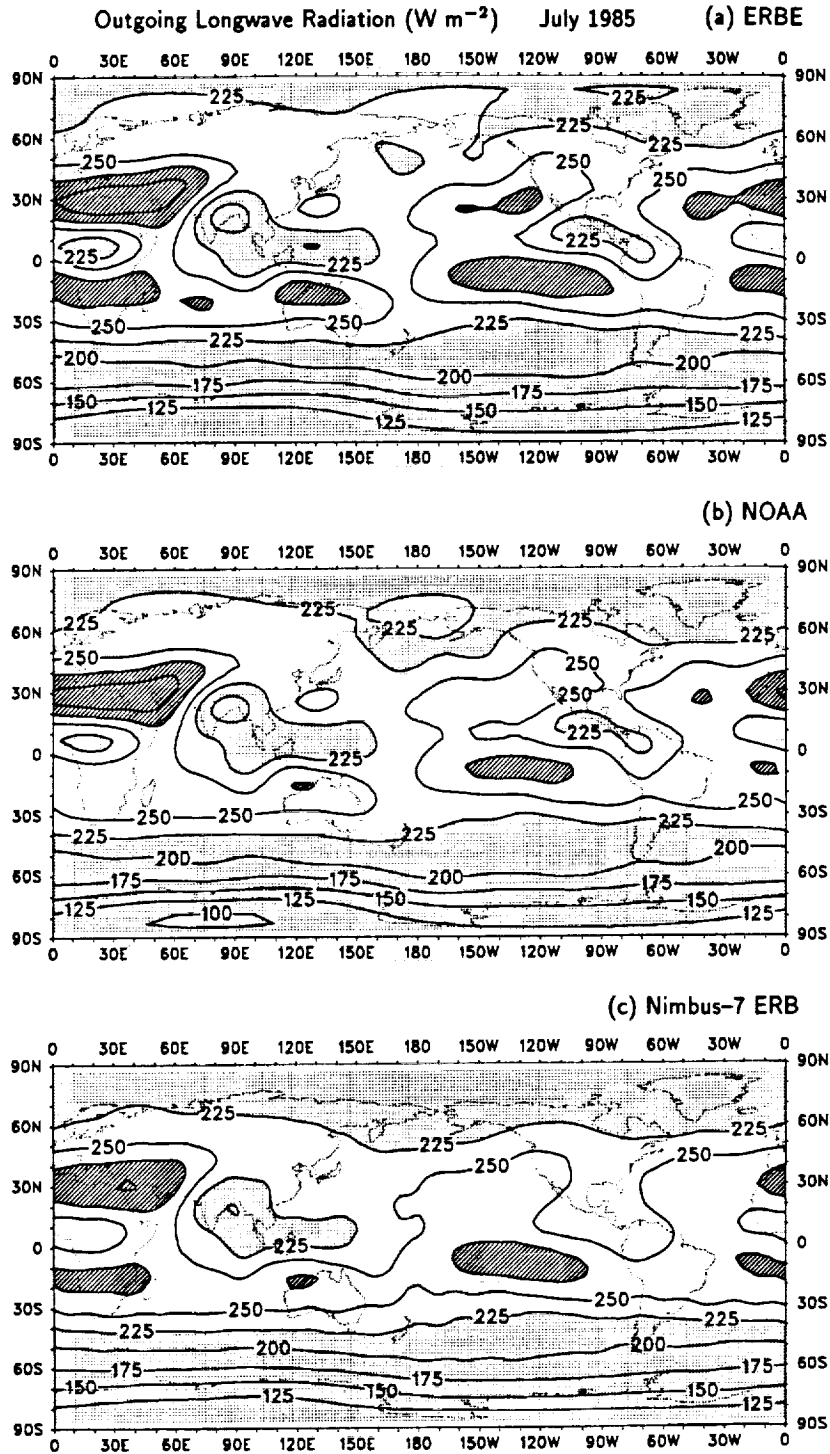 Outgoing Longwave Radiation (W m−2) July 1985 (a) ERBE
0 30E 60E 90E 120E 150E 180 150W 120W 90W 60W 30W 0
90N 90N
225 225
60N 225 225 60N
250 250 250
30N 30N
225 225 225
0 0
30S 250 250 225 225 30S
225
200 200
60S 175 175 175 60S
150 150 150
125 125 125
90S 90S
0 30E 60E 90E 120E 150E 180 150W 120W 90W 60W 30W 0
(b) NOAA
0 30E 60E 90E 120E 150E 180 150W 120W 90W 60W 30W 0
90N 90N
225
60N 225 225 225 225 60N
250 250
30N 250 30N
225 225
0 0
30S 250 250 250 30S
225 225 225
200 200 200
60S 175 175 175 60S
125 125 150 150 125
100
90S 90S
0 30E 60E 90E 120E 150E 180 150W 120W 90W 60W 30W 0
(c) Nimbus−7 ERB
0 30E 60E 90E 120E 150E 180 150W 120W 90W 60W 30W 0
90N 90N
225
60N 225 225 60N
250 250 250
30N 30N
0 225 0
30S 250 250 250 30S
225 225 225
200 200
60S 175 175 175 60S
150 150 150
125 125
90S 90S
0 30E 60E 90E 120E 150E 180 150W 120W 90W 60W 30W 0